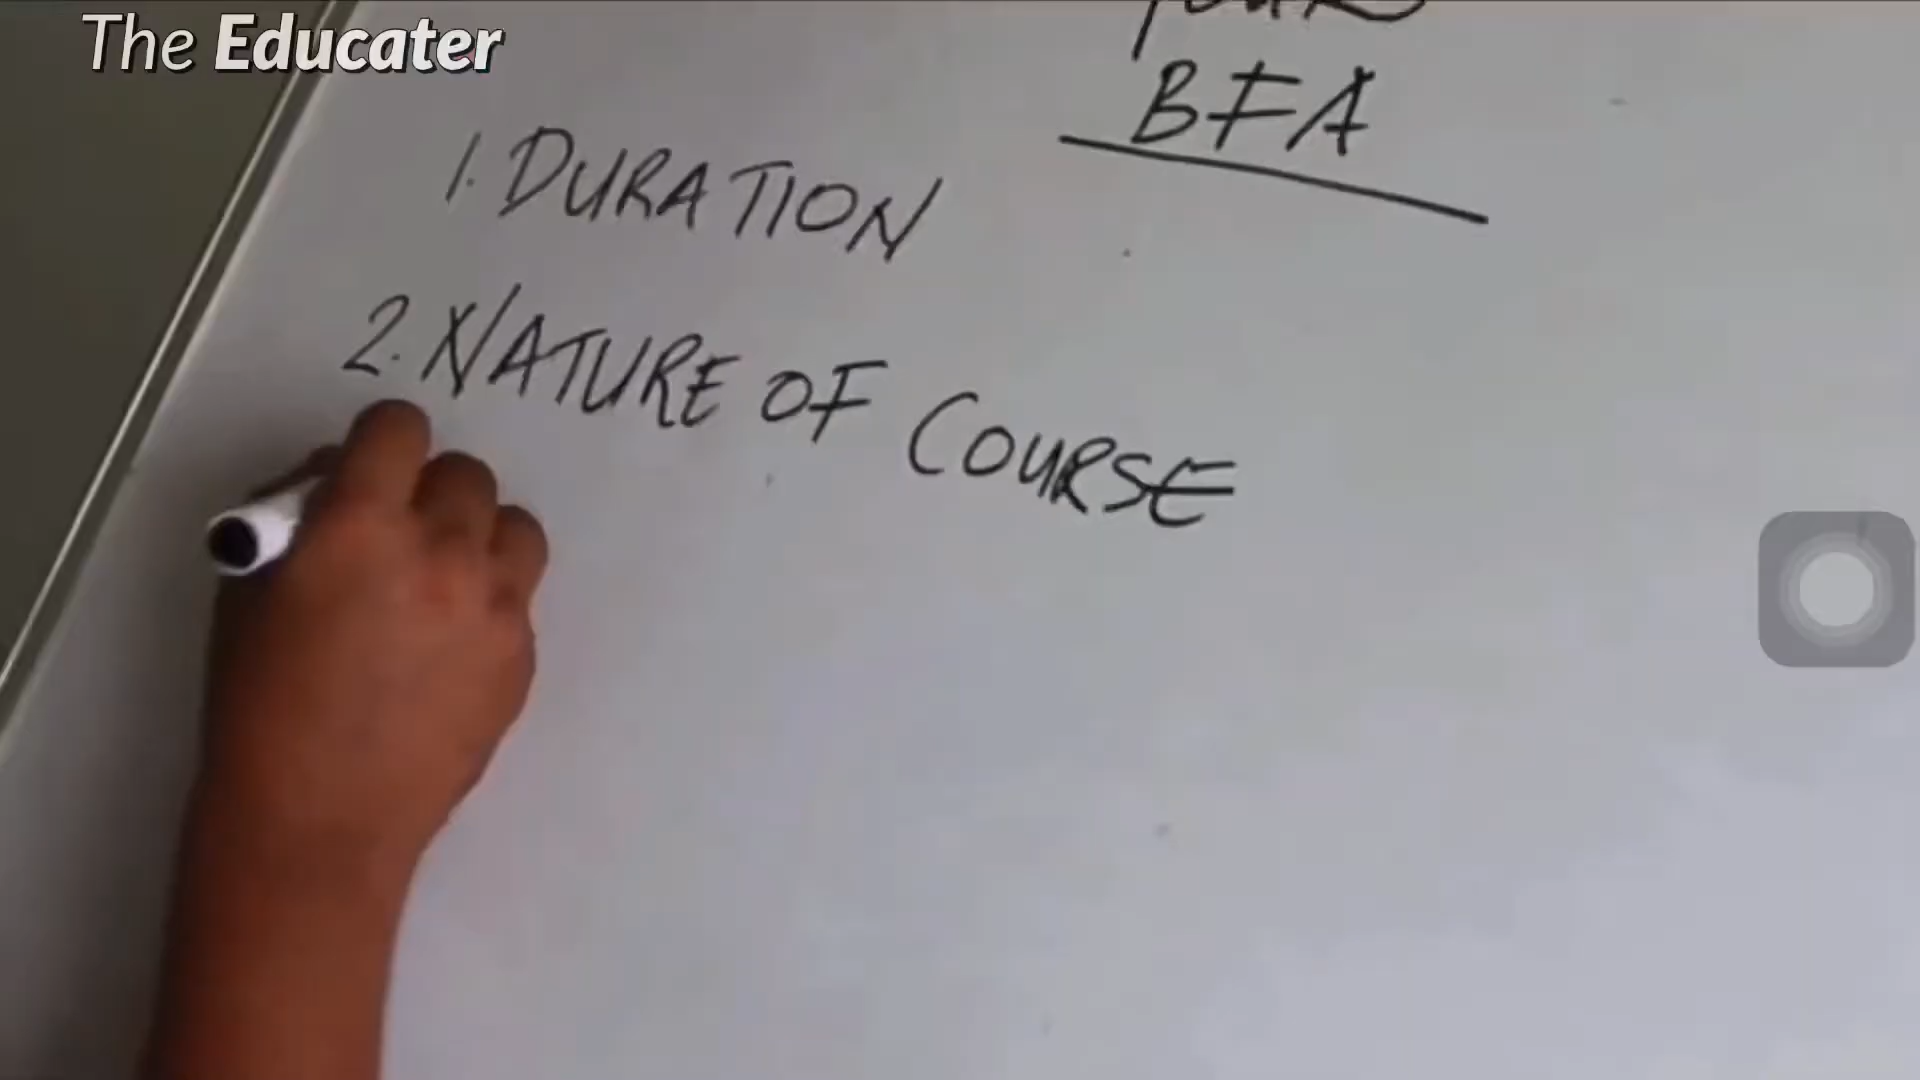 The Educater
BFA
1. DURATION
2. NATURE OF COURSE